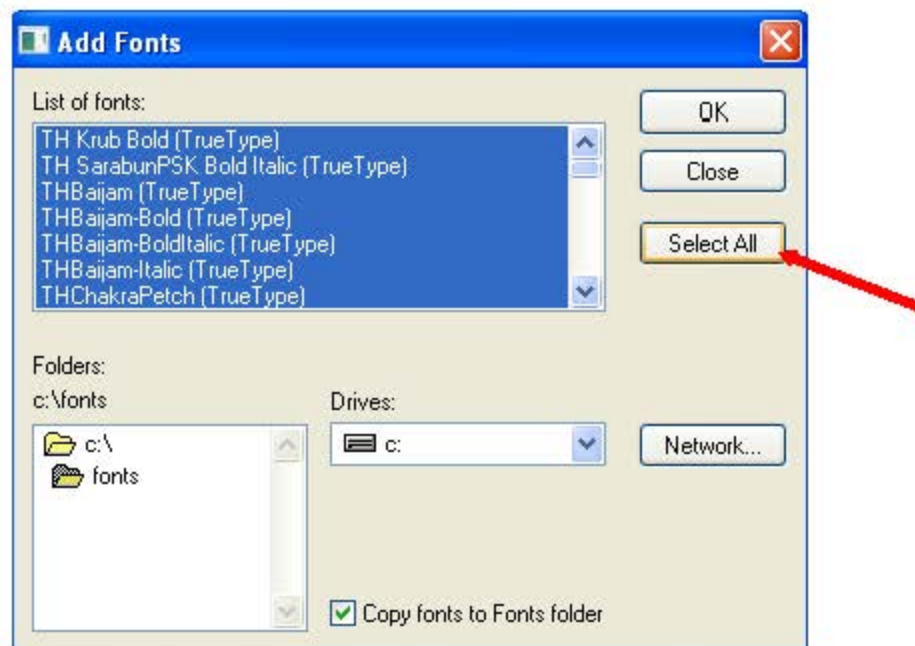 Add Fonts
List of fonts:
TH Krub Bold (TrueType)
TH SarabunPSK Bold Italic (TrueType)
THBaijam (TrueType)
THBaijam-Bold (TrueType)
THBaijam-BoldItalic (TrueType)
THBaijam-Italic (TrueType)
THChakraPetch (TrueType)
OK
Close
Select All
Folders:
c:\fonts
c:\
fonts
Drives:
c:
Network...
Copy fonts to Fonts folder